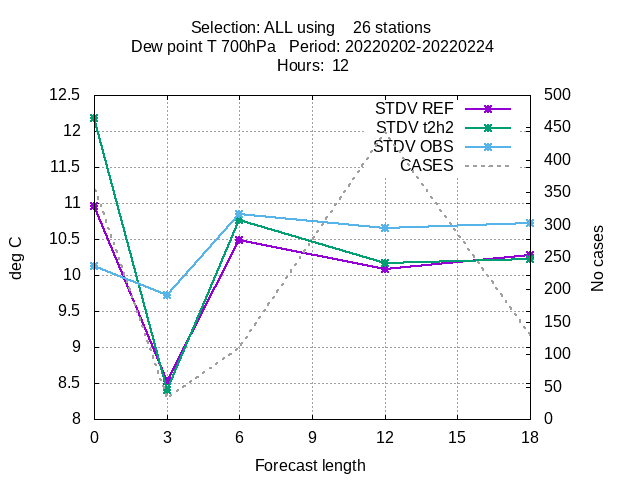 Selection: ALL using    26 stations
Dew point T 700hPa   Period: 20220202-20220224
Hours:  12
12.5
12
11.5
11
10.5
10
9.5
9
8.5
8
500
450
400
350
300
250
200
150
100
50
0
STDV REF
STDV t2h2
STDV OBS
CASES
deg C
No cases
0 3 6 9 12 15 18
Forecast length